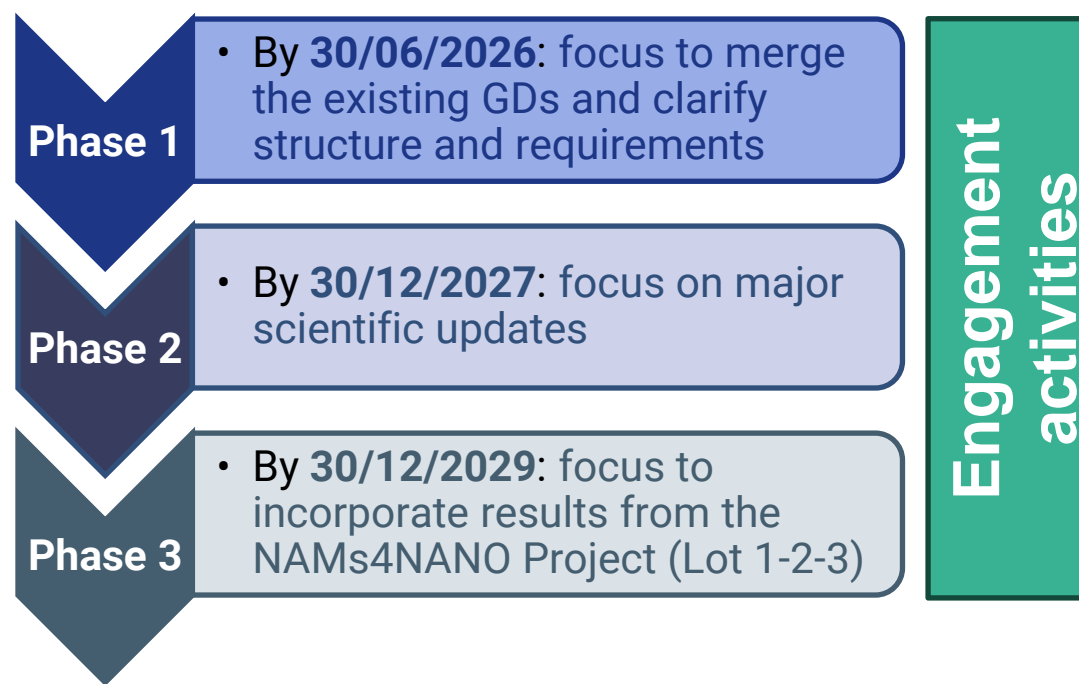 Phase 1
• By 30/06/2026: focus to merge
the existing GDs and clarify
structure and requirements
Phase 2
• By 30/12/2027: focus on major
scientific updates
Phase 3
• By 30/12/2029: focus to
incorporate results from the
NAMs4NANO Project (Lot 1-2-3)
Engagement
activities